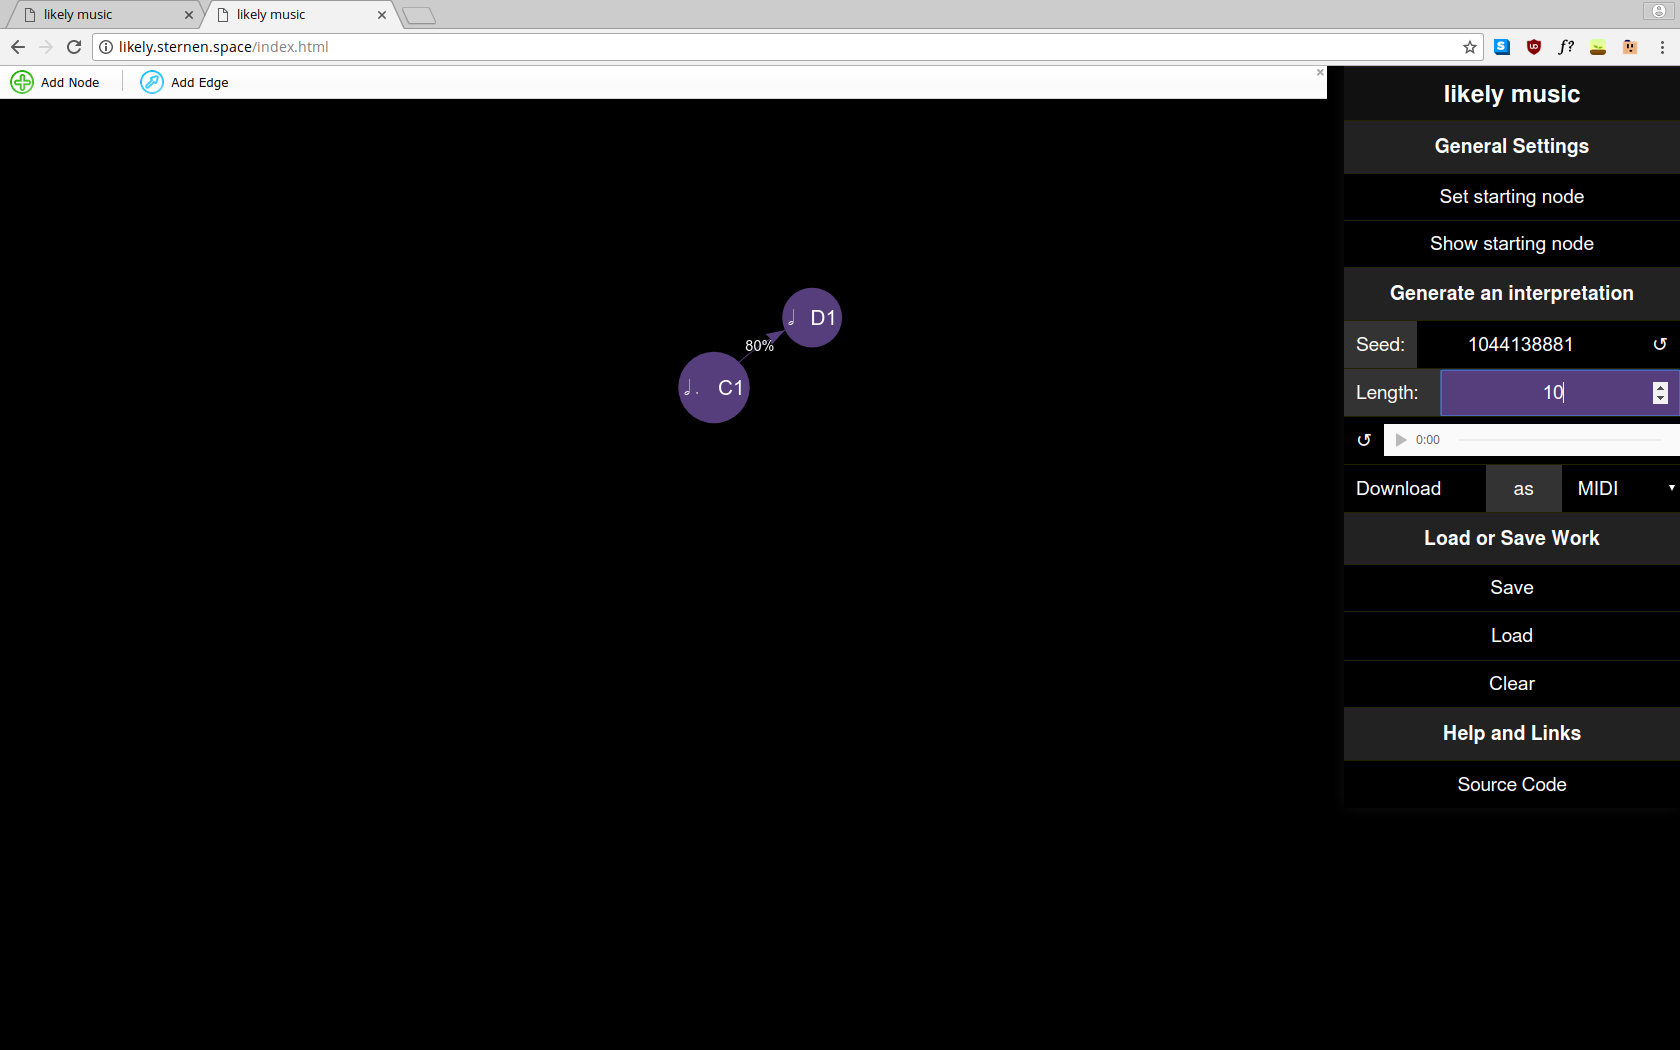 likely music
likely music
likely.sternen.space/index.html
f?
Add Node
Add Edge
likely music
General Settings
Set starting node
Show starting node
Generate an interpretation
Seed: 1044138881
Length: 10
0:00
Download as MIDI
Load or Save Work
Save
Load
Clear
Help and Links
Source Code
D1
80%
C1